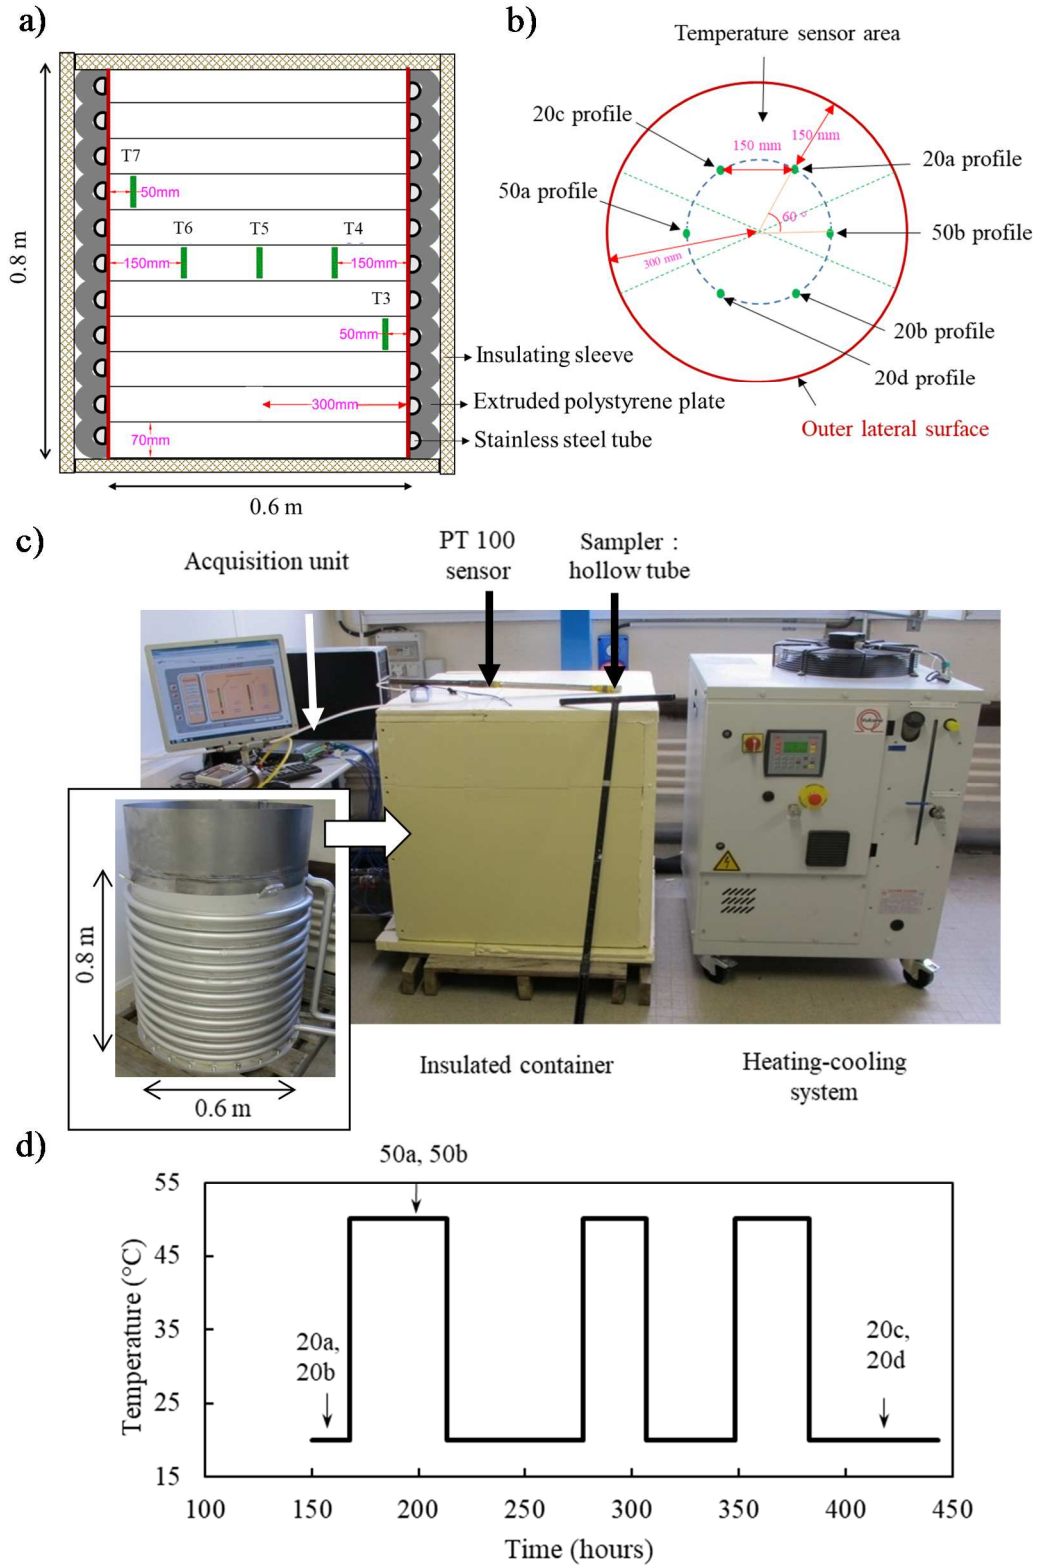 a)
0.8 m
T7
50mm
T6
T5
T4
150mm
150mm
T3
50mm
Insulating sleeve
300mm
Extruded polystyrene plate
70mm
Stainless steel tube
0.6 m
b)
Temperature sensor area
20c profile
150 mm
150 mm
20a profile
50a profile
60 °
50b profile
300 mm
20b profile
20d profile
Outer lateral surface
c)
Acquisition unit
PT 100
sensor
Sampler :
hollow tube
0.8 m
0.6 m
Insulated container
Heating-cooling
system
d)
50a, 50b
55
45
35
25
15
Temperature (°C)
20a,
20b
20c,
20d
100
150
200
250
300
350
400
450
Time (hours)